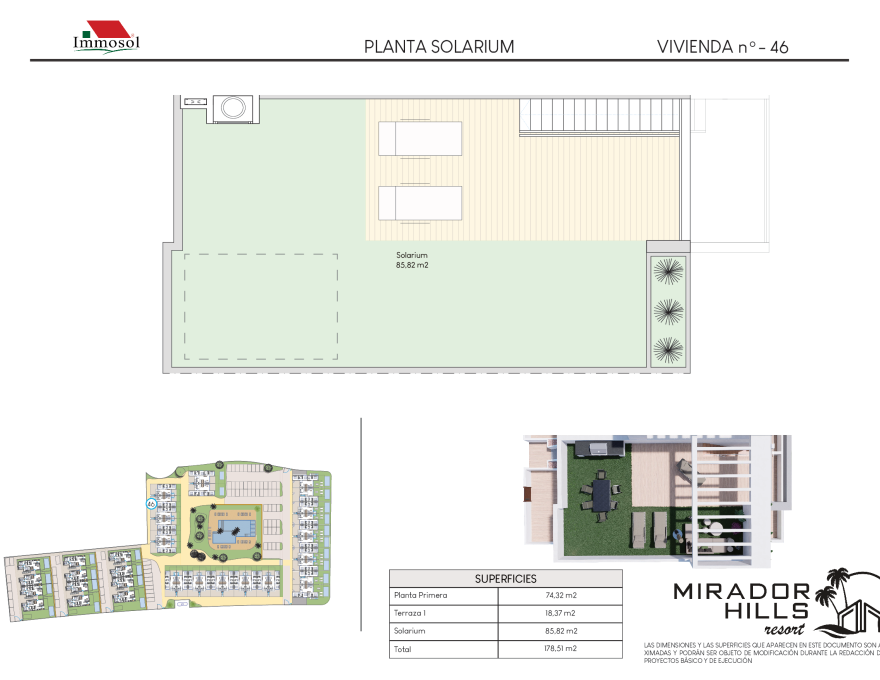 Immosol
PLANTA SOLARIUM
VIVIENDA nº- 46
Solarium
85.82 m2
46
SUPERFICIES
Planta Primera 74,32 m2
Terraza 1 18,37 m2
Solarium 85.82 m2
Total 178,51 m2
MIRADOR
HILLS
resort
LAS DIMENSIONES Y LAS SUPERFICIES QUE APARECEN EN ESTE DOCUMENTO SON A
XIMADAS Y PODRÁN SER OBJETO DE MODIFICACIÓN DURANTE LA REDACCIÓN D
PROYECTOS BÁSICO Y DE EJECUCIÓN